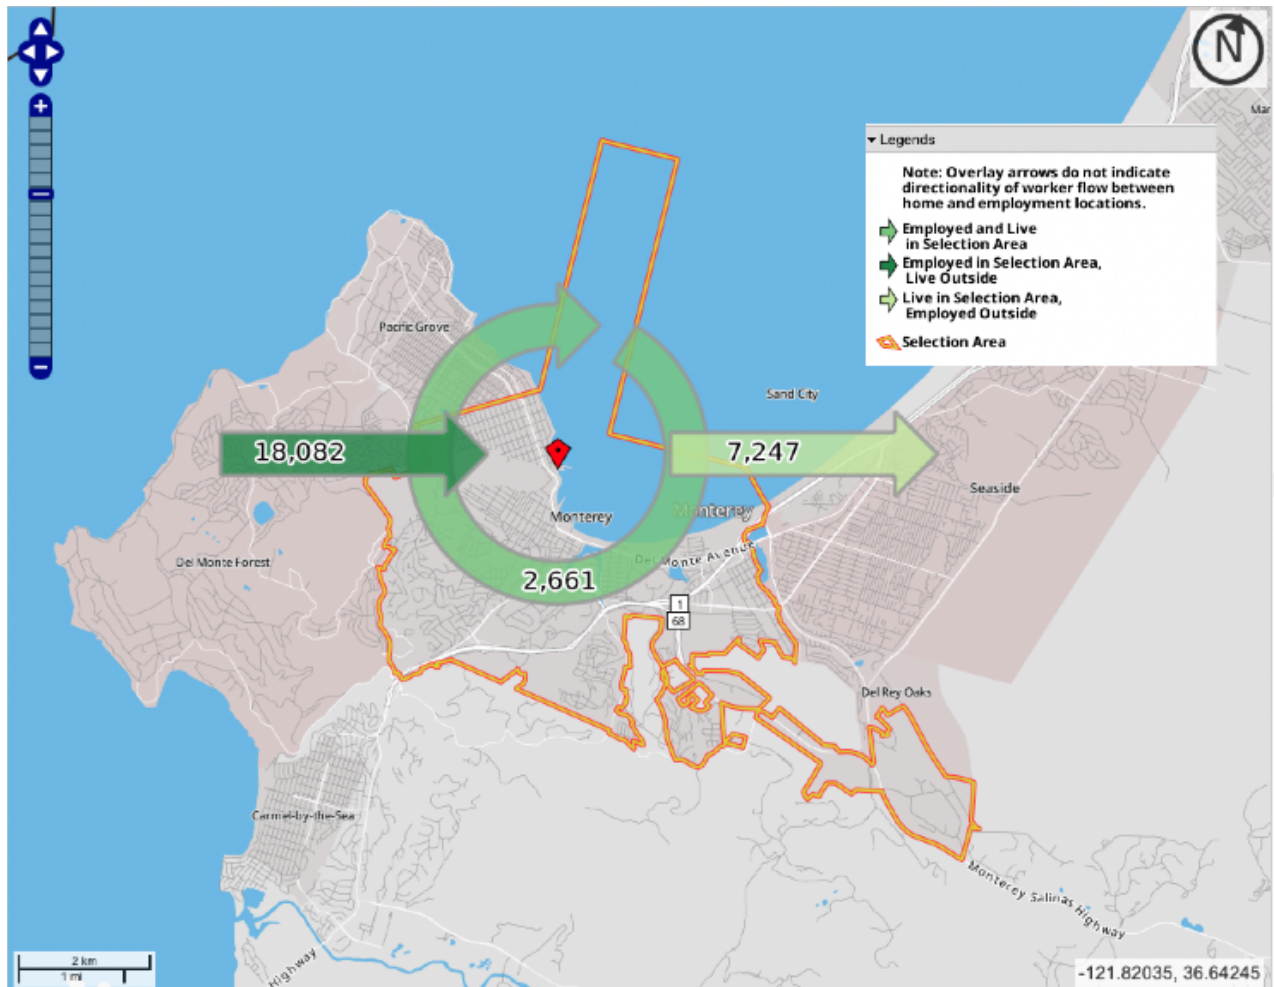 N
Mar
Legends
Note: Overlay arrows do not indicate
directionality of worker flow between
home and employment locations.
Employed and Live
in Selection Area
Employed in Selection Area,
Live Outside
Live in Selection Area,
Employed Outside
Selection Area
Pacific Grove
Sand City
18,082
7,247
Seaside
Monterey
Monterey
Del Monte Avenue
Del Monte Forest
2,661
1
68
Del Rey Oaks
Carmel-by-the-Sea
Monterey Salinas Highway
Highway
2 km
1 mi
-121.82035, 36.64245